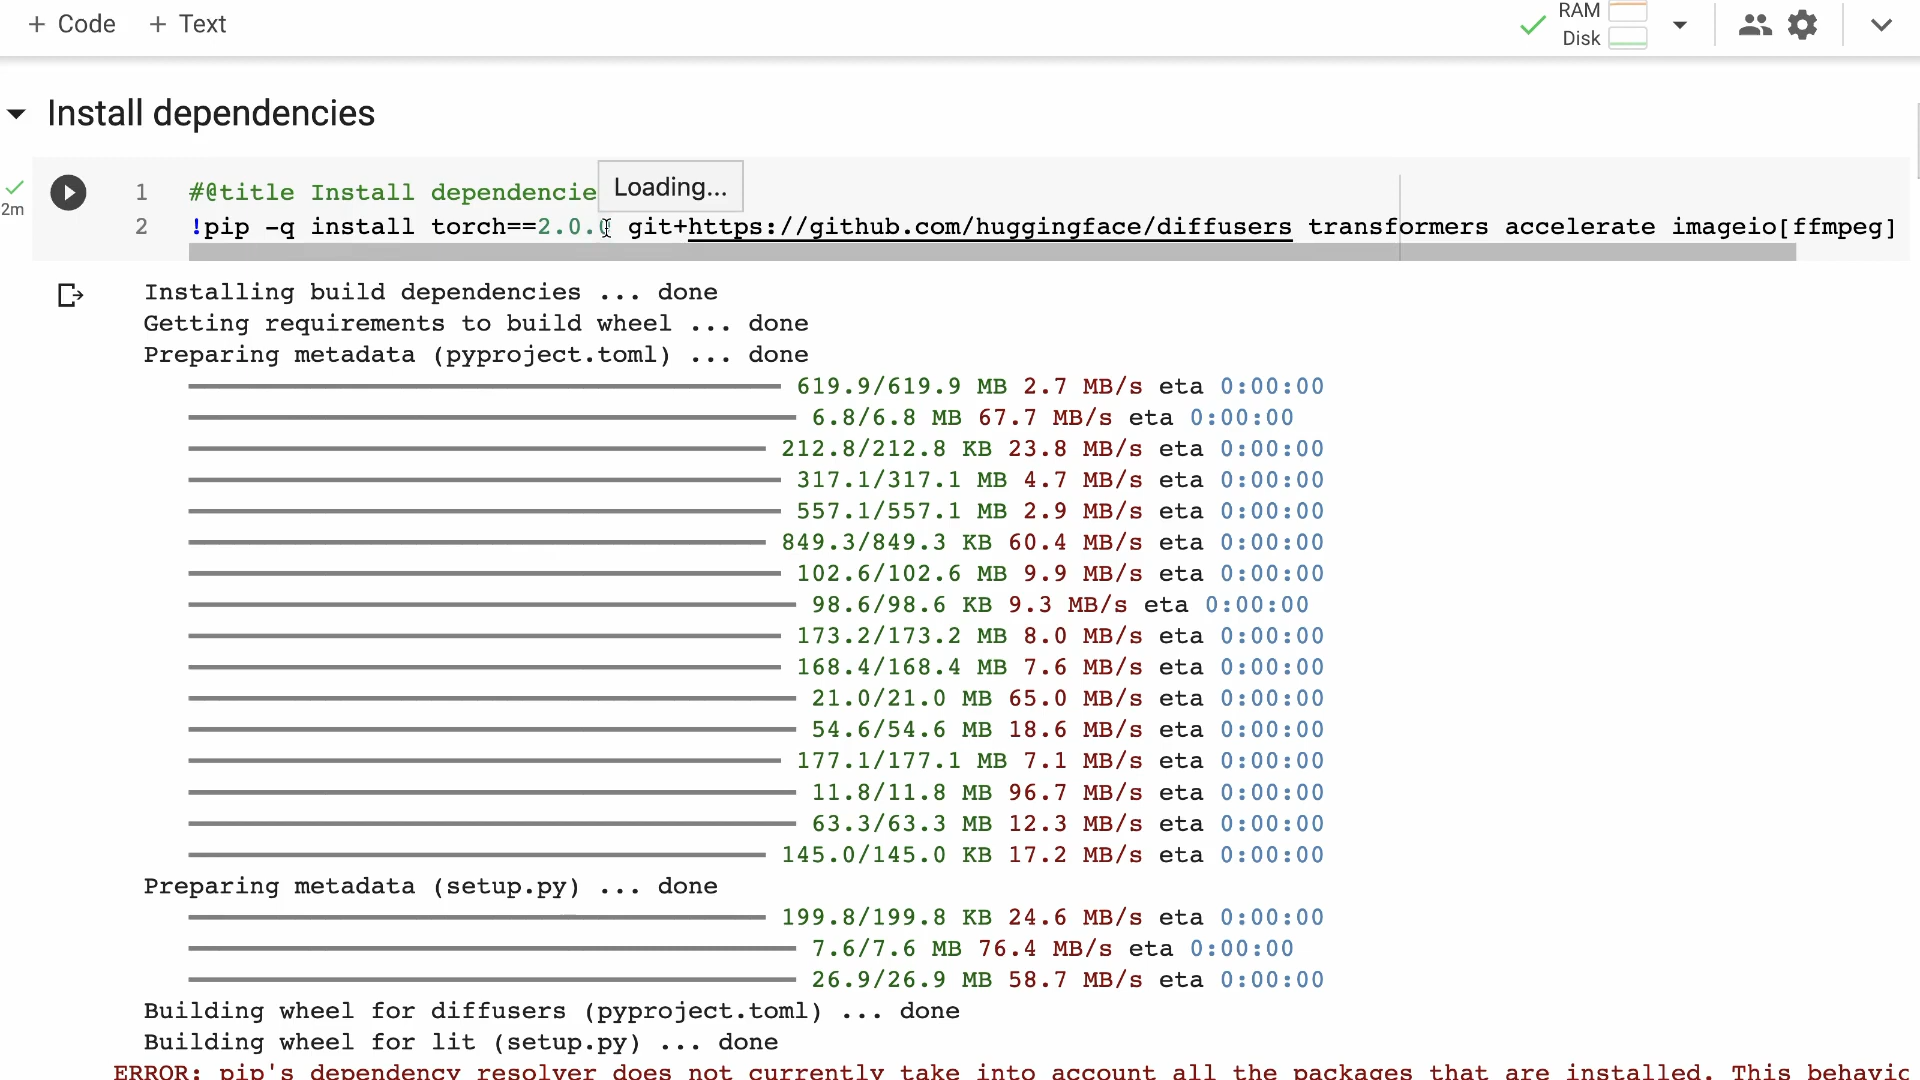 + Code + Text
RAM
Disk
Install dependencies
Loading...
2m
1 #@title Install dependencie
2 !pip -q install torch==2.0.0 git+https://github.com/huggingface/diffusers transformers accelerate imageio[ffmpeg]
Installing build dependencies ... done
Getting requirements to build wheel ... done
Preparing metadata (pyproject.toml) ... done
619.9/619.9 MB 2.7 MB/s eta 0:00:00
6.8/6.8 MB 67.7 MB/s eta 0:00:00
212.8/212.8 KB 23.8 MB/s eta 0:00:00
317.1/317.1 MB 4.7 MB/s eta 0:00:00
557.1/557.1 MB 2.9 MB/s eta 0:00:00
849.3/849.3 KB 60.4 MB/s eta 0:00:00
102.6/102.6 MB 9.9 MB/s eta 0:00:00
98.6/98.6 KB 9.3 MB/s eta 0:00:00
173.2/173.2 MB 8.0 MB/s eta 0:00:00
168.4/168.4 MB 7.6 MB/s eta 0:00:00
21.0/21.0 MB 65.0 MB/s eta 0:00:00
54.6/54.6 MB 18.6 MB/s eta 0:00:00
177.1/177.1 MB 7.1 MB/s eta 0:00:00
11.8/11.8 MB 96.7 MB/s eta 0:00:00
63.3/63.3 MB 12.3 MB/s eta 0:00:00
145.0/145.0 KB 17.2 MB/s eta 0:00:00
Preparing metadata (setup.py) ... done
199.8/199.8 KB 24.6 MB/s eta 0:00:00
7.6/7.6 MB 76.4 MB/s eta 0:00:00
26.9/26.9 MB 58.7 MB/s eta 0:00:00
Building wheel for diffusers (pyproject.toml) ... done
Building wheel for lit (setup.py) ... done
ERROR: pip's dependency resolver does not currently take into account all the packages that are installed. This behavic